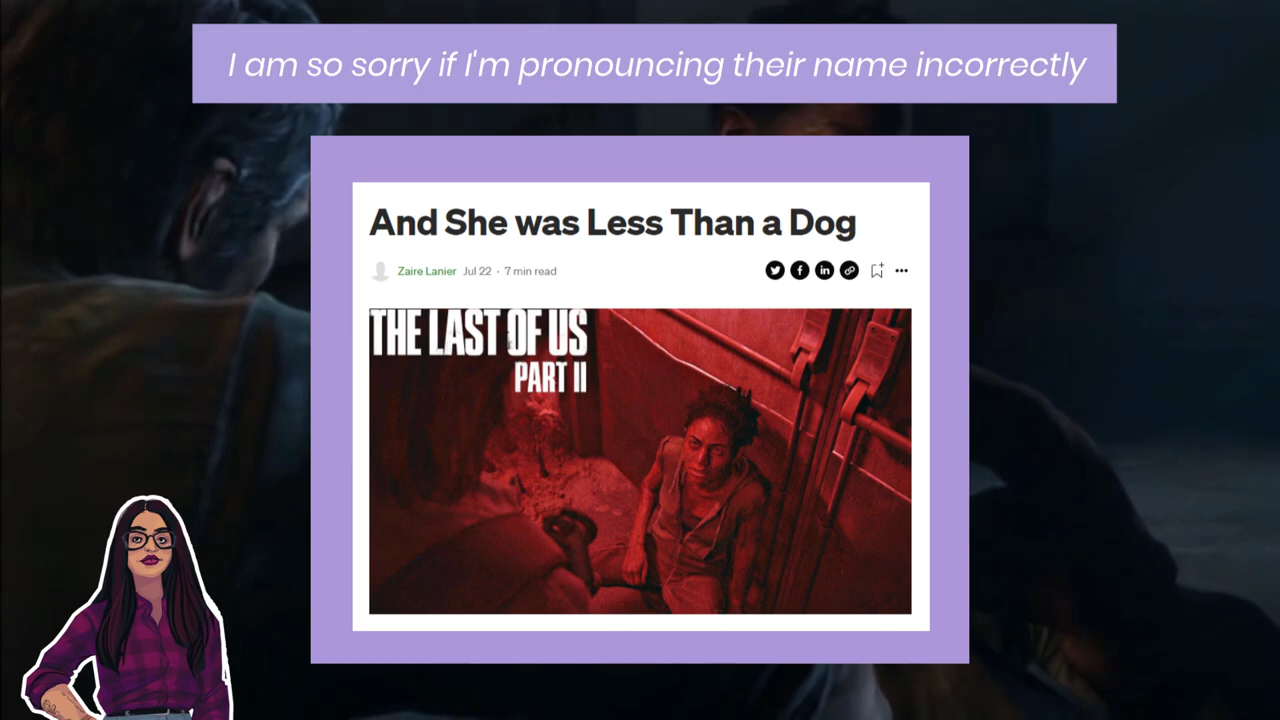 I am so sorry if I'm pronouncing their name incorrectly
And She was Less Than a Dog
Zaire Lanier Jul 22 · 7 min read
THE LAST OF US
PART II